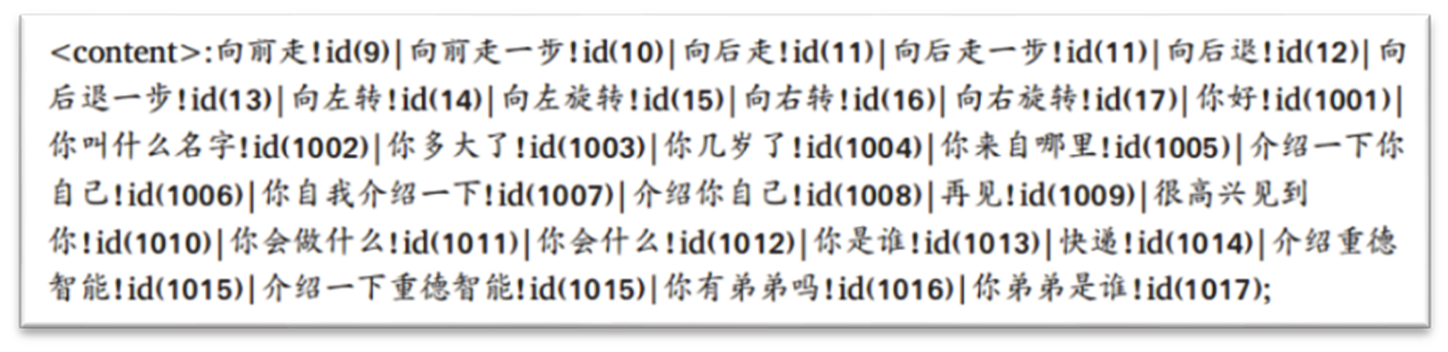 <content>:向前走!id(9)|向前走一步!id(10)|向后走!id(11)|向后走一步!id(11)|向后退!id(12)|向
后退一步!id(13)|向左转!id(14)|向左旋转!id(15)|向右转!id(16)|向右旋转!id(17)|你好!id(1001)|
你叫什么名字!id(1002)|你多大了!id(1003)|你几岁了!id(1004)|你来自哪里!id(1005)|介绍一下你
自己!id(1006)|你自我介绍一下!id(1007)|介绍你自己!id(1008)|再见!id(1009)|很高兴见到
你!id(1010)|你会做什么!id(1011)|你会什么!id(1012)|你是谁!id(1013)|快递!id(1014)|介绍重德
智能!id(1015)|介绍一下重德智能!id(1015)|你有弟弟吗!id(1016)|你弟弟是谁!id(1017);